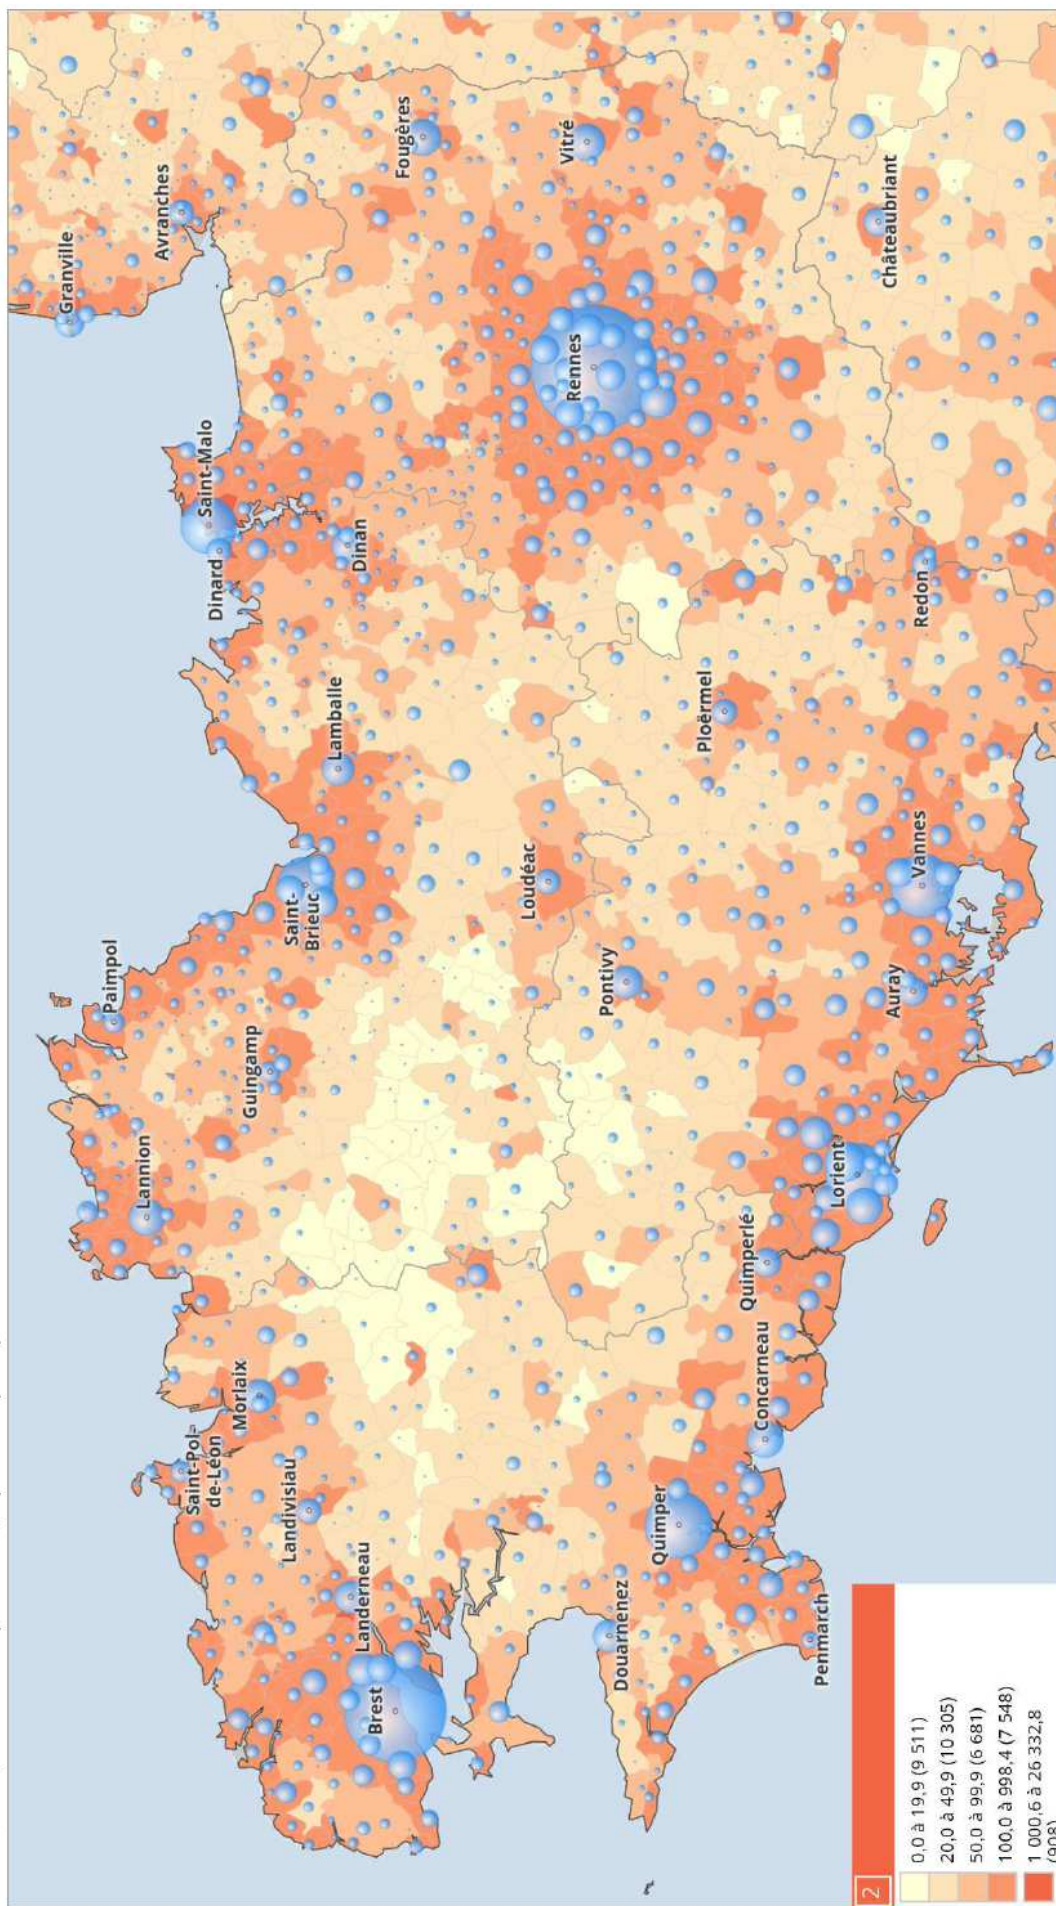 Granville
Avranches
Fougères
Vitré
Châteaubriant
Saint-Malo
Dinard
Dinan
Rennes
Redon
Lamballe
Ploërmel
Paimpol
Saint-
Brieuc
Loudéac
Vannes
Guingamp
Pontivy
Auray
Lannion
Lorient
Quimperlé
Morlaix
Saint-Pol-
de-Léon
Concarneau
Landivisiau
Quimper
Landerneau
Brest
Douarnenez
Penmarch
2
0,0 à 19,9 (9 511)
20,0 à 49,9 (10 305)
50,0 à 99,9 (6 681)
100,0 à 998,4 (7 548)
1 000,6 à 26 332,8
(908)